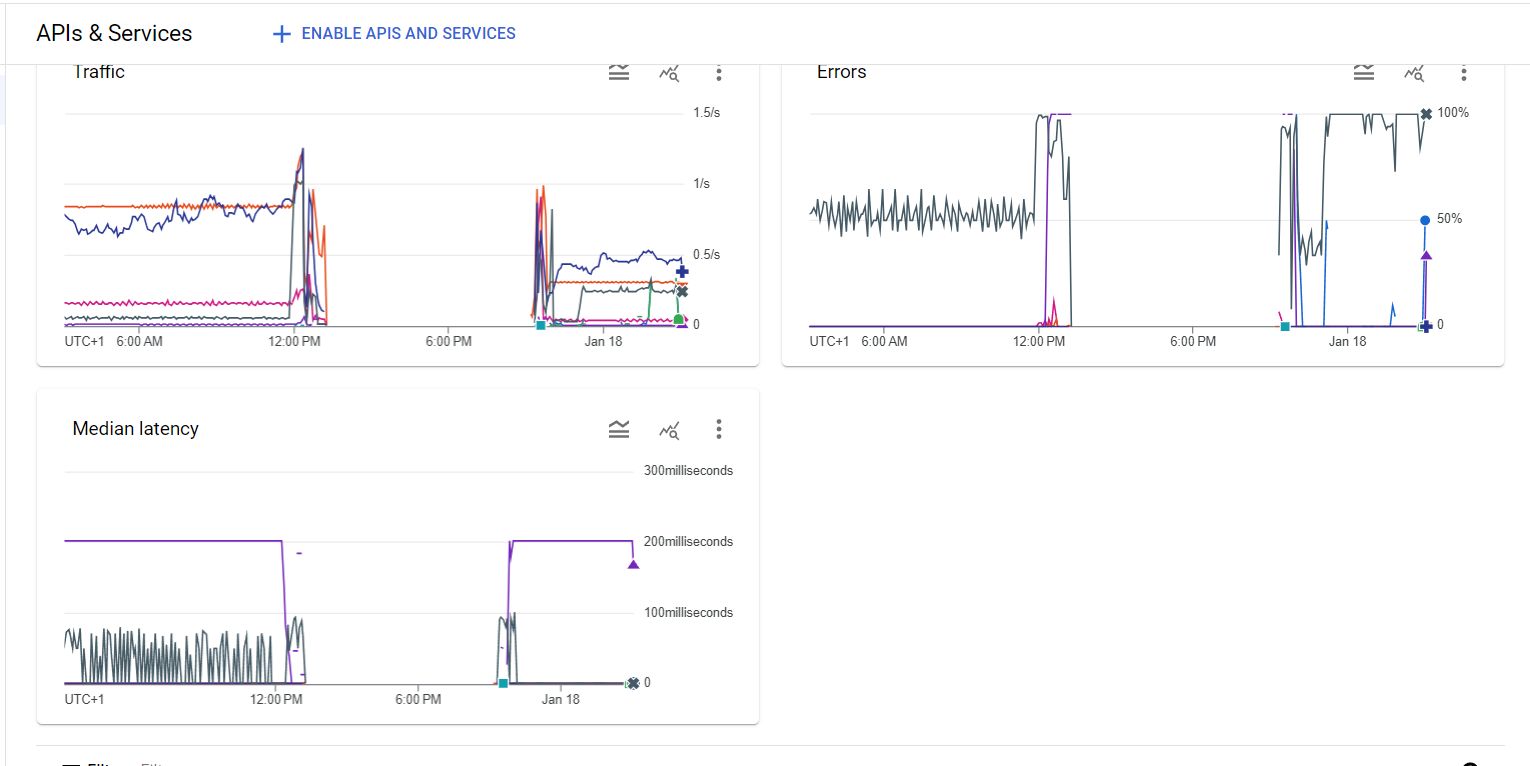 APIs & Services
ENABLE APIS AND SERVICES
Traffic
1.5/s
1/s
0.5/s
0
UTC+1 6:00 AM 12:00 PM 6:00 PM Jan 18
Errors
100%
50%
0
UTC+1 6:00 AM 12:00 PM 6:00 PM Jan 18
Median latency
300milliseconds
200milliseconds
100milliseconds
0
UTC+1 12:00 PM 6:00 PM Jan 18